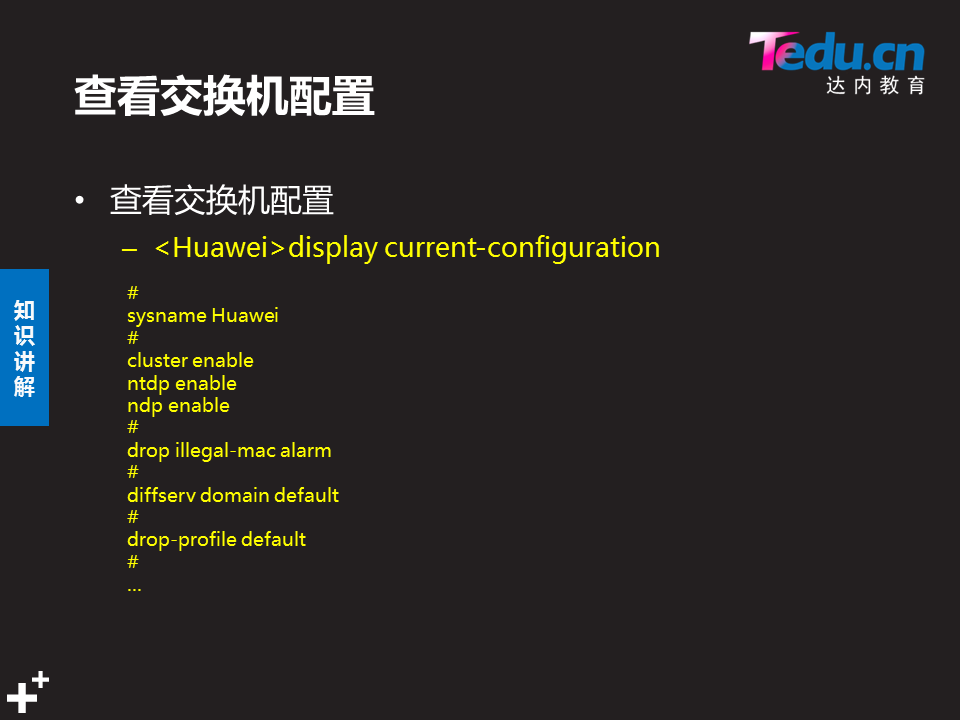 Tedu.cn
达内教育
查看交换机配置
• 查看交换机配置
– <Huawei>display current-configuration
#
sysname Huawei
#
cluster enable
ntdp enable
ndp enable
#
drop illegal-mac alarm
#
diffserv domain default
#
drop-profile default
#
...
知
识
讲
解